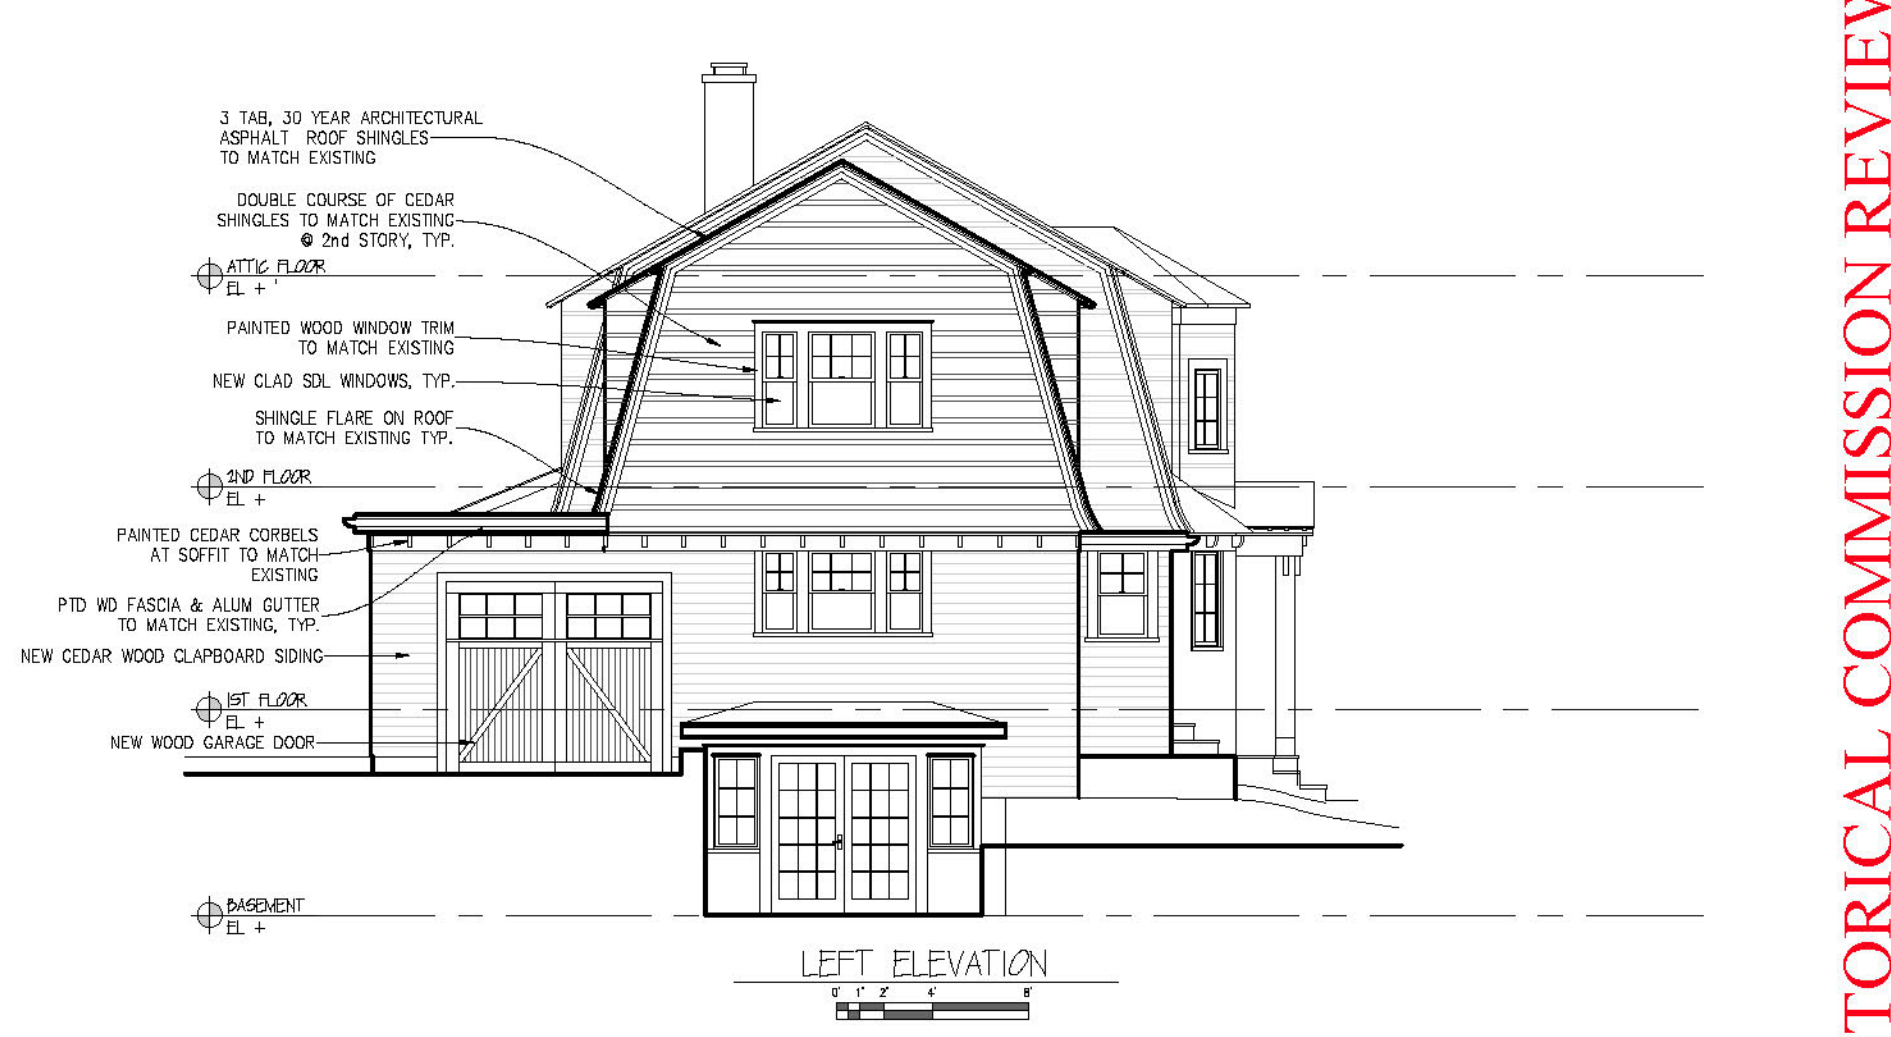 3 TAB, 30 YEAR ARCHITECTURAL
ASPHALT ROOF SHINGLES
TO MATCH EXISTING
DOUBLE COURSE OF CEDAR
SHINGLES TO MATCH EXISTING
@ 2nd STORY, TYP.
ATTIC FLOOR
EL + '
PAINTED WOOD WINDOW TRIM
TO MATCH EXISTING
NEW CLAD SDL WINDOWS, TYP.
SHINGLE FLARE ON ROOF
TO MATCH EXISTING TYP.
2ND FLOOR
EL +
PAINTED CEDAR CORBELS
AT SOFFIT TO MATCH
EXISTING
PTD WD FASCIA & ALUM GUTTER
TO MATCH EXISTING, TYP.
NEW CEDAR WOOD CLAPBOARD SIDING
1ST FLOOR
EL +
NEW WOOD GARAGE DOOR
BASEMENT
EL +
LEFT ELEVATION
0' 1' 2' 4' 8'
TORICAL COMMISSION REVIEW